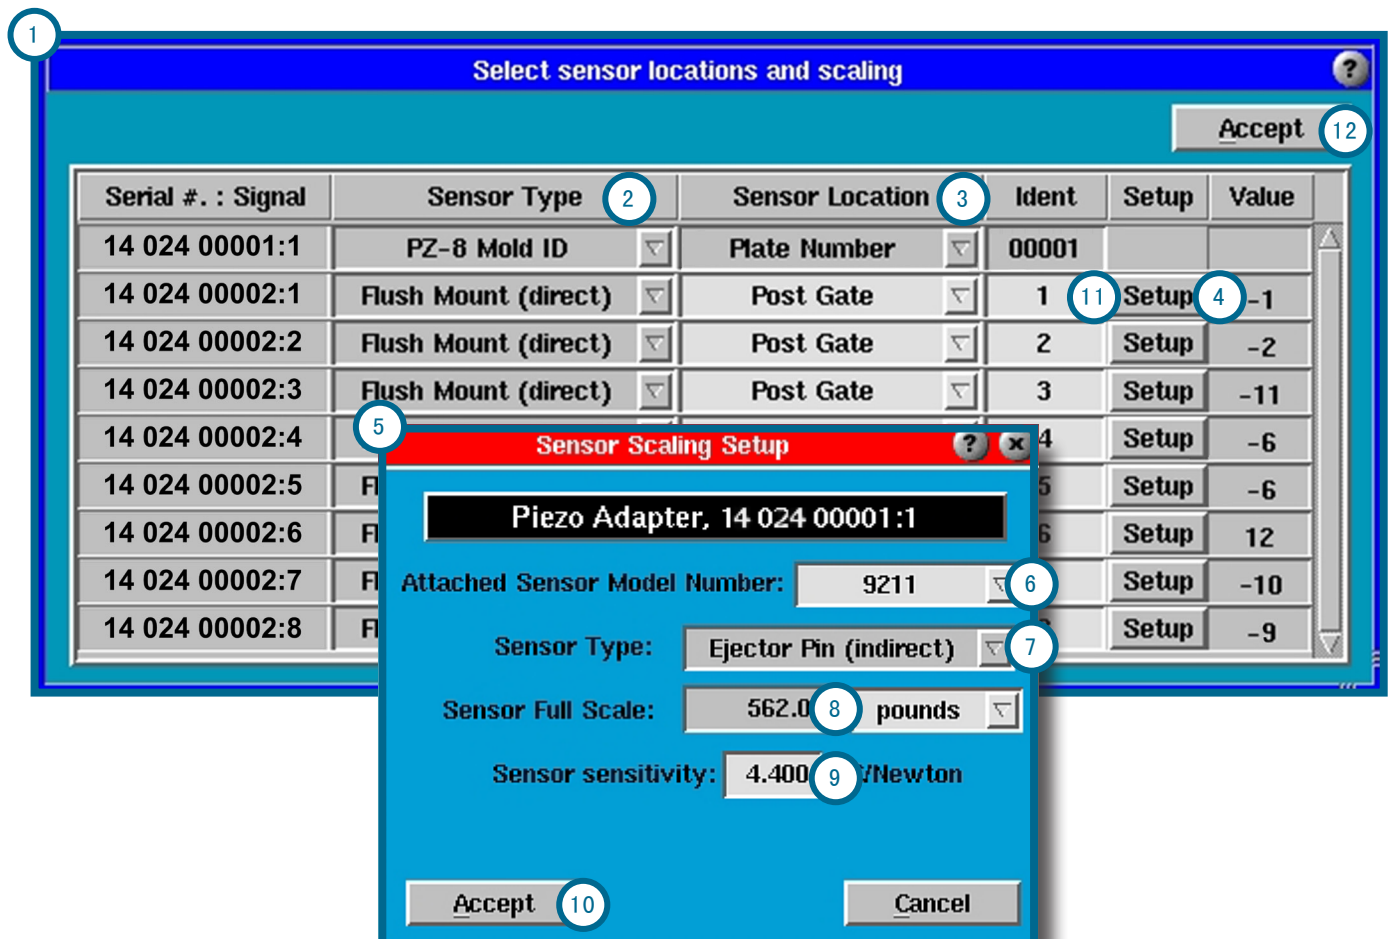 1
Select sensor locations and scaling ?
Accept 12
Serial #. : Signal Sensor Type 2 Sensor Location 3 Ident Setup Value
14 024 00001:1 PZ-8 Mold ID Plate Number 00001
14 024 00002:1 Flush Mount (direct) Post Gate 1 11 Setup 4 -1
14 024 00002:2 Flush Mount (direct) Post Gate 2 Setup -2
14 024 00002:3 Flush Mount (direct) Post Gate 3 Setup -11
14 024 00002:4 4 Setup -6
14 024 00002:5 Fl 5 Setup -6
14 024 00002:6 Fl 6 Setup 12
14 024 00002:7 Fl Setup -10
14 024 00002:8 Fl Setup -9
5
Sensor Scaling Setup ? x
Piezo Adapter, 14 024 00001:1
Attached Sensor Model Number: 9211 6
Sensor Type: Ejector Pin (indirect) 7
Sensor Full Scale: 562.0 8 pounds
Sensor sensitivity: 4.400 9 /Newton
Accept 10 Cancel